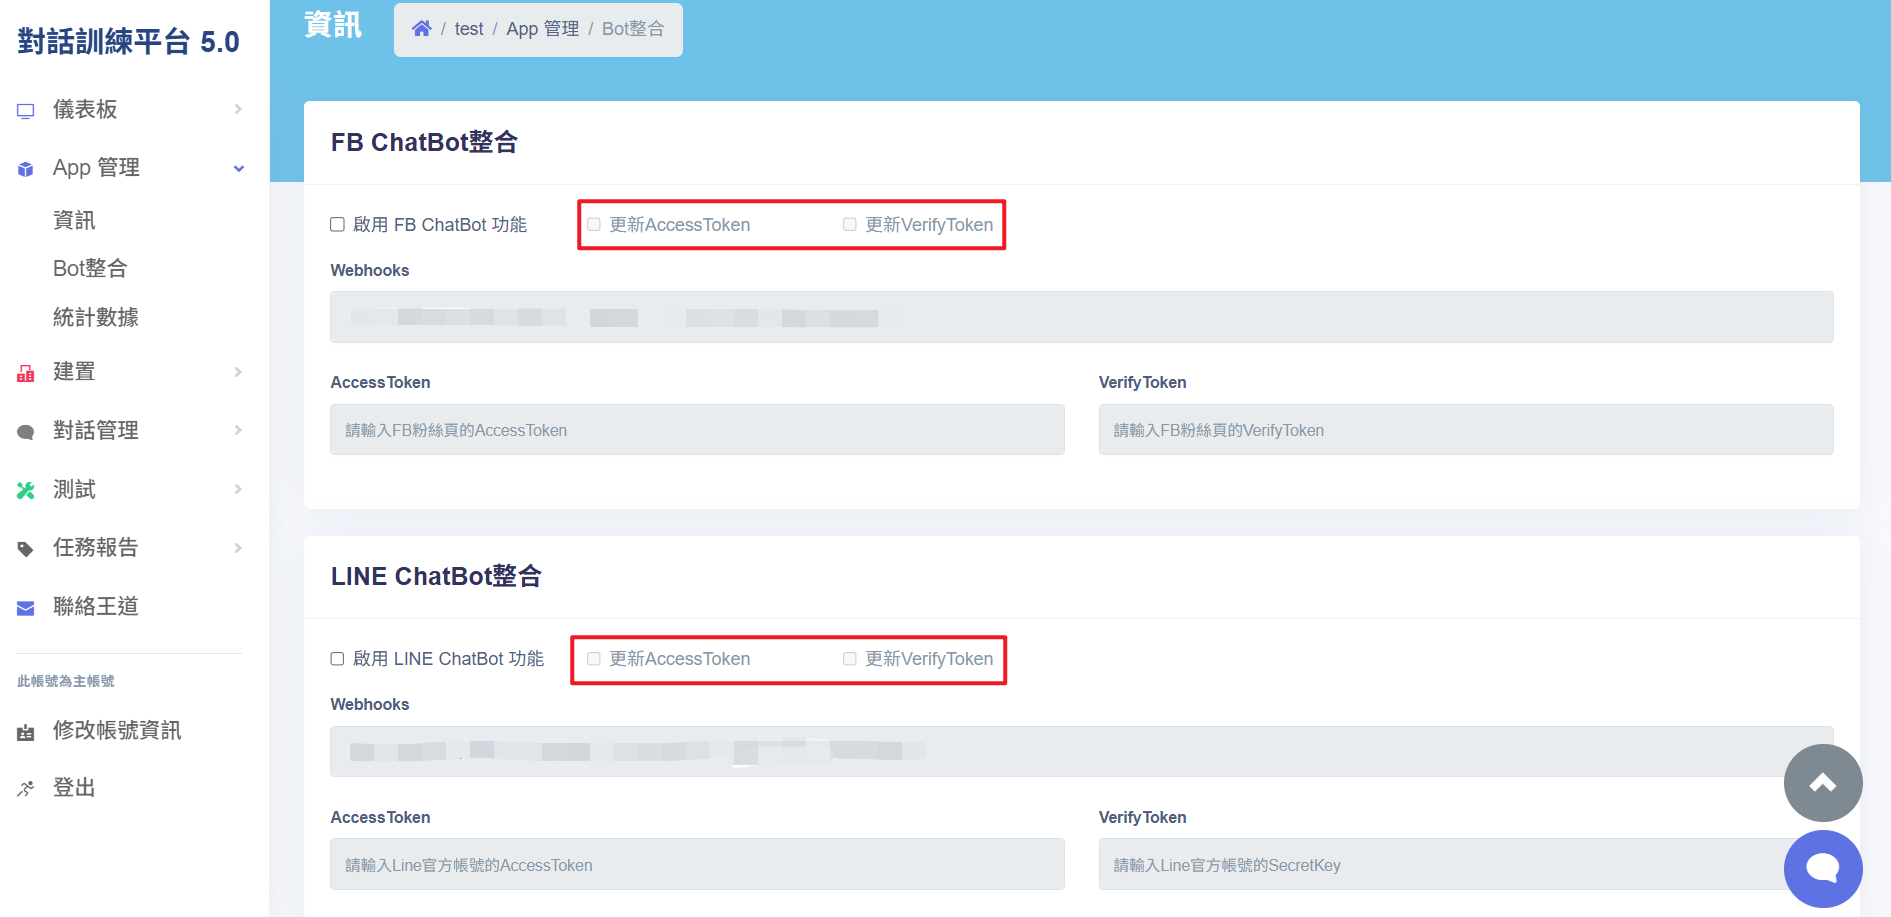 對話訓練平台 5.0
儀表板
App 管理
資訊
Bot整合
統計數據
建置
對話管理
測試
任務報告
聯絡王道
此帳號為主帳號
修改帳號資訊
登出
資訊
/ test / App 管理 / Bot整合
FB ChatBot整合
啟用 FB ChatBot 功能 更新AccessToken 更新VerifyToken
Webhooks
AccessToken VerifyToken
請輸入FB粉絲頁的AccessToken 請輸入FB粉絲頁的VerifyToken
LINE ChatBot整合
啟用 LINE ChatBot 功能 更新AccessToken 更新VerifyToken
Webhooks
AccessToken VerifyToken
請輸入Line官方帳號的AccessToken 請輸入Line官方帳號的SecretKey